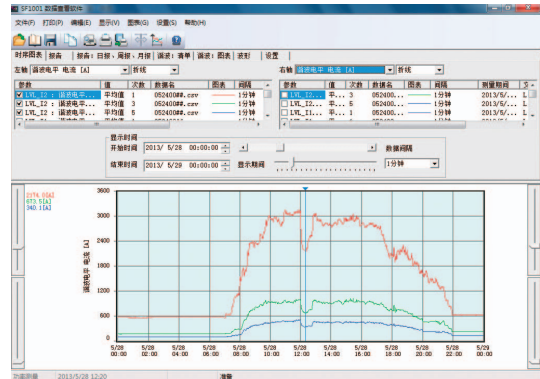 SF1001 数据查看软件
文件(F) 打印(P) 编辑(E) 显示(V) 图表(G) 设置(S) 帮助(H)
时序图表 报告 报告: 日报、周报、月报 谐波: 清单 谐波: 图表 波形 设置
左轴 谐波电平 电流 [A] 折线 右轴 谐波电平 电流 [A] 折线
参数 值 次数 数据名 图表 间隔
LVL_I2 : 谐波电平... 平均值 1 052400##.csv 1分钟
LVL_I2 : 谐波电平... 平均值 3 052400##.csv 1分钟
LVL_I2 : 谐波电平... 平均值 5 052400##.csv 1分钟
参数 值 次数 数据名 图表 间隔 测量期间
LVL_I2... 平... 3 052400... 1分钟 2013/5/... L
LVL_I2... 平... 5 052400... 1分钟 2013/5/... L
显示时间
开始时间 2013/ 5/28 00:00:00 数据间隔
结束时间 2013/ 5/29 00:00:00 显示期间 1分钟
2174.0[A]
673.5[A]
340.1[A]
谐波电平 电流 [A]
3600
3000
2400
1800
1200
600
0
5/28 5/28 5/28 5/28 5/28 5/28 5/28 5/28 5/28 5/28 5/28 5/28 5/29
00:00 02:00 04:00 06:00 08:00 10:00 12:00 14:00 16:00 18:00 20:00 22:00 00:00
2013/5/28 12:20 准备